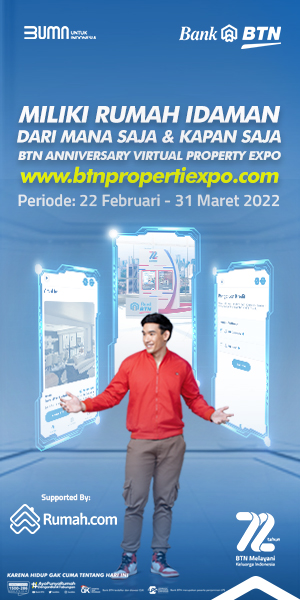 BUMN UNTUK
INDONESIA
Bank BTN
MILIKI RUMAH IDAMAN
DARI MANA SAJA & KAPAN SAJA
BTN ANNIVERSARY VIRTUAL PROPERTY EXPO
www.btnpropertiexpo.com
Periode: 22 Februari - 31 Maret 2022
72
BTN
Supported By:
Rumah.com
72 tahun
BTN Melayani
Keluarga Indonesia
KARENA HIDUP GAK CUMA TENTANG HARI INI